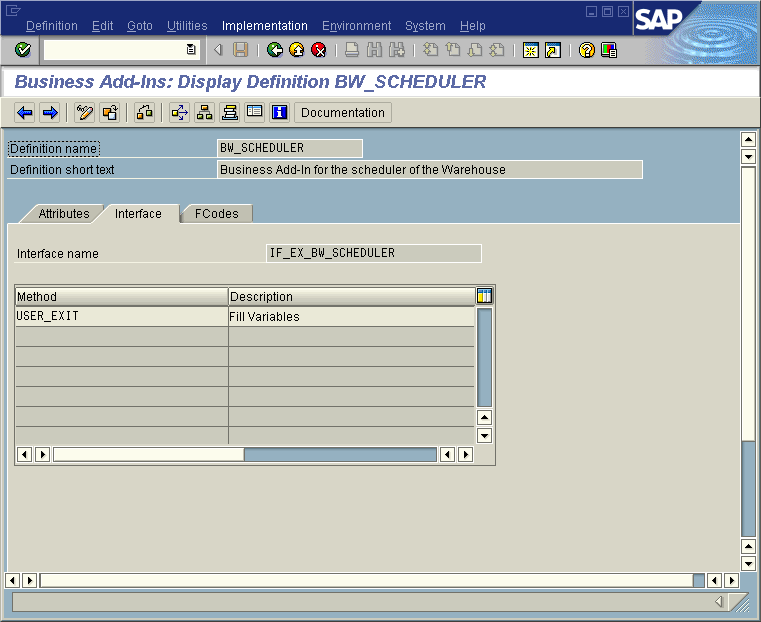 Definition Edit Goto Utilities Implementation Environment System Help
SAP
Business Add-Ins: Display Definition BW_SCHEDULER
Documentation
Definition name BW_SCHEDULER
Definition short text Business Add-In for the scheduler of the Warehouse
Attributes Interface FCodes
Interface name IF_EX_BW_SCHEDULER
Method Description
USER_EXIT Fill Variables